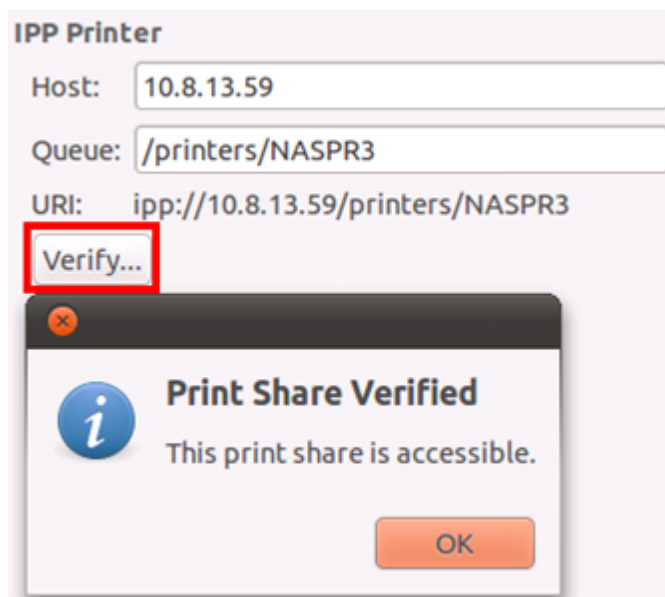 IPP Printer
Host: 10.8.13.59
Queue: /printers/NASPR3
URI: ipp://10.8.13.59/printers/NASPR3
Verify...
Print Share Verified
This print share is accessible.
OK